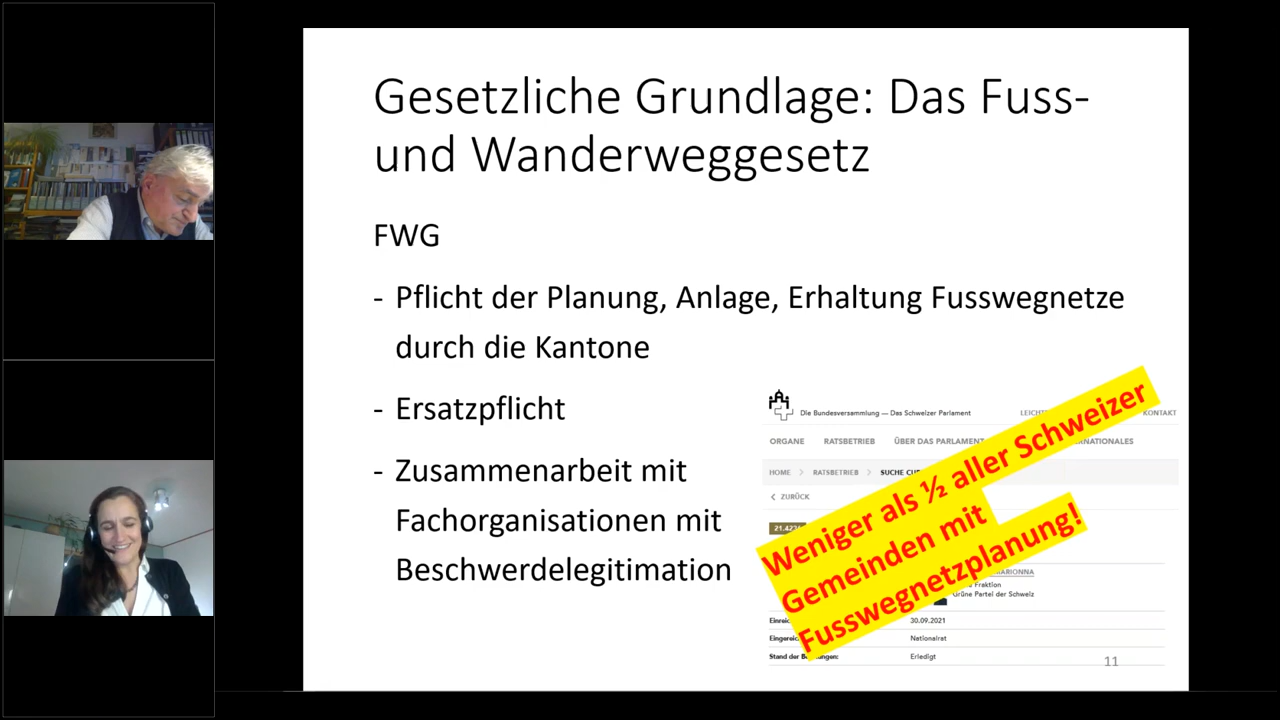 Gesetzliche Grundlage: Das Fuss-
und Wanderweggesetz
FWG
- Pflicht der Planung, Anlage, Erhaltung Fusswegnetze
durch die Kantone
- Ersatzpflicht
- Zusammenarbeit mit
Fachorganisationen mit
Beschwerdelegitimation
Die Bundesversammlung — Das Schweizer Parlament
KONTAKT
ORGANE RATSBETRIEB ÜBER DAS PARLAMENT
HOME > RATSBETRIEB > SUCHE
< ZURÜCK
Weniger als ½ aller Schweizer
Gemeinden mit
Fusswegnetzplanung!
Fraktion
Grüne Partei der Schweiz
30.09.2021
Nationalrat
Stand der
Erledigt
11